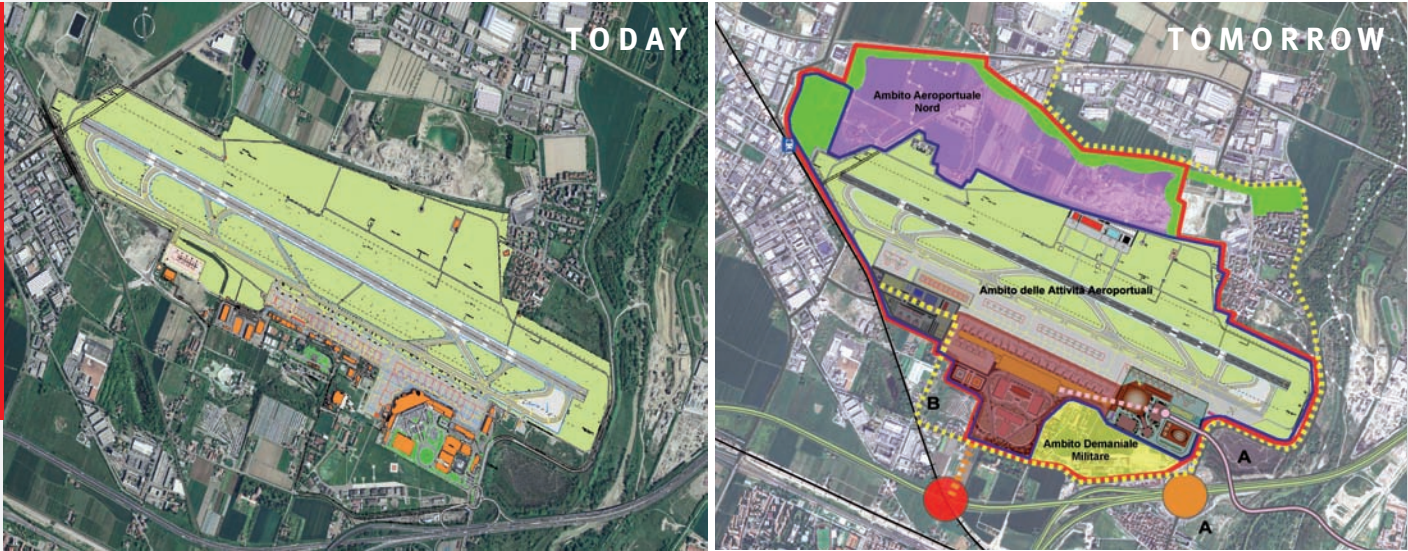 TODAY
TOMORROW
Ambito Aeroportuale
Nord
Ambito delle Attività Aeroportuali
B
Ambito Demaniale
Militare
A
A